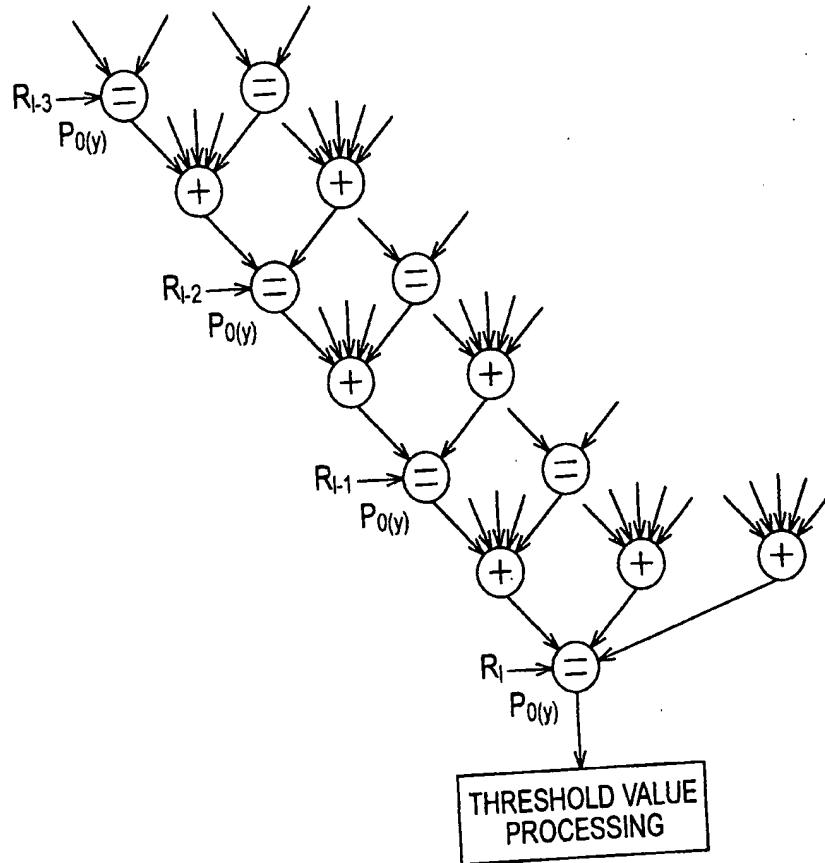 R_{l-3}
P_{0(y)}
R_{l-2}
P_{0(y)}
R_{l-1}
P_{0(y)}
R_l
P_{0(y)}
THRESHOLD VALUE
PROCESSING